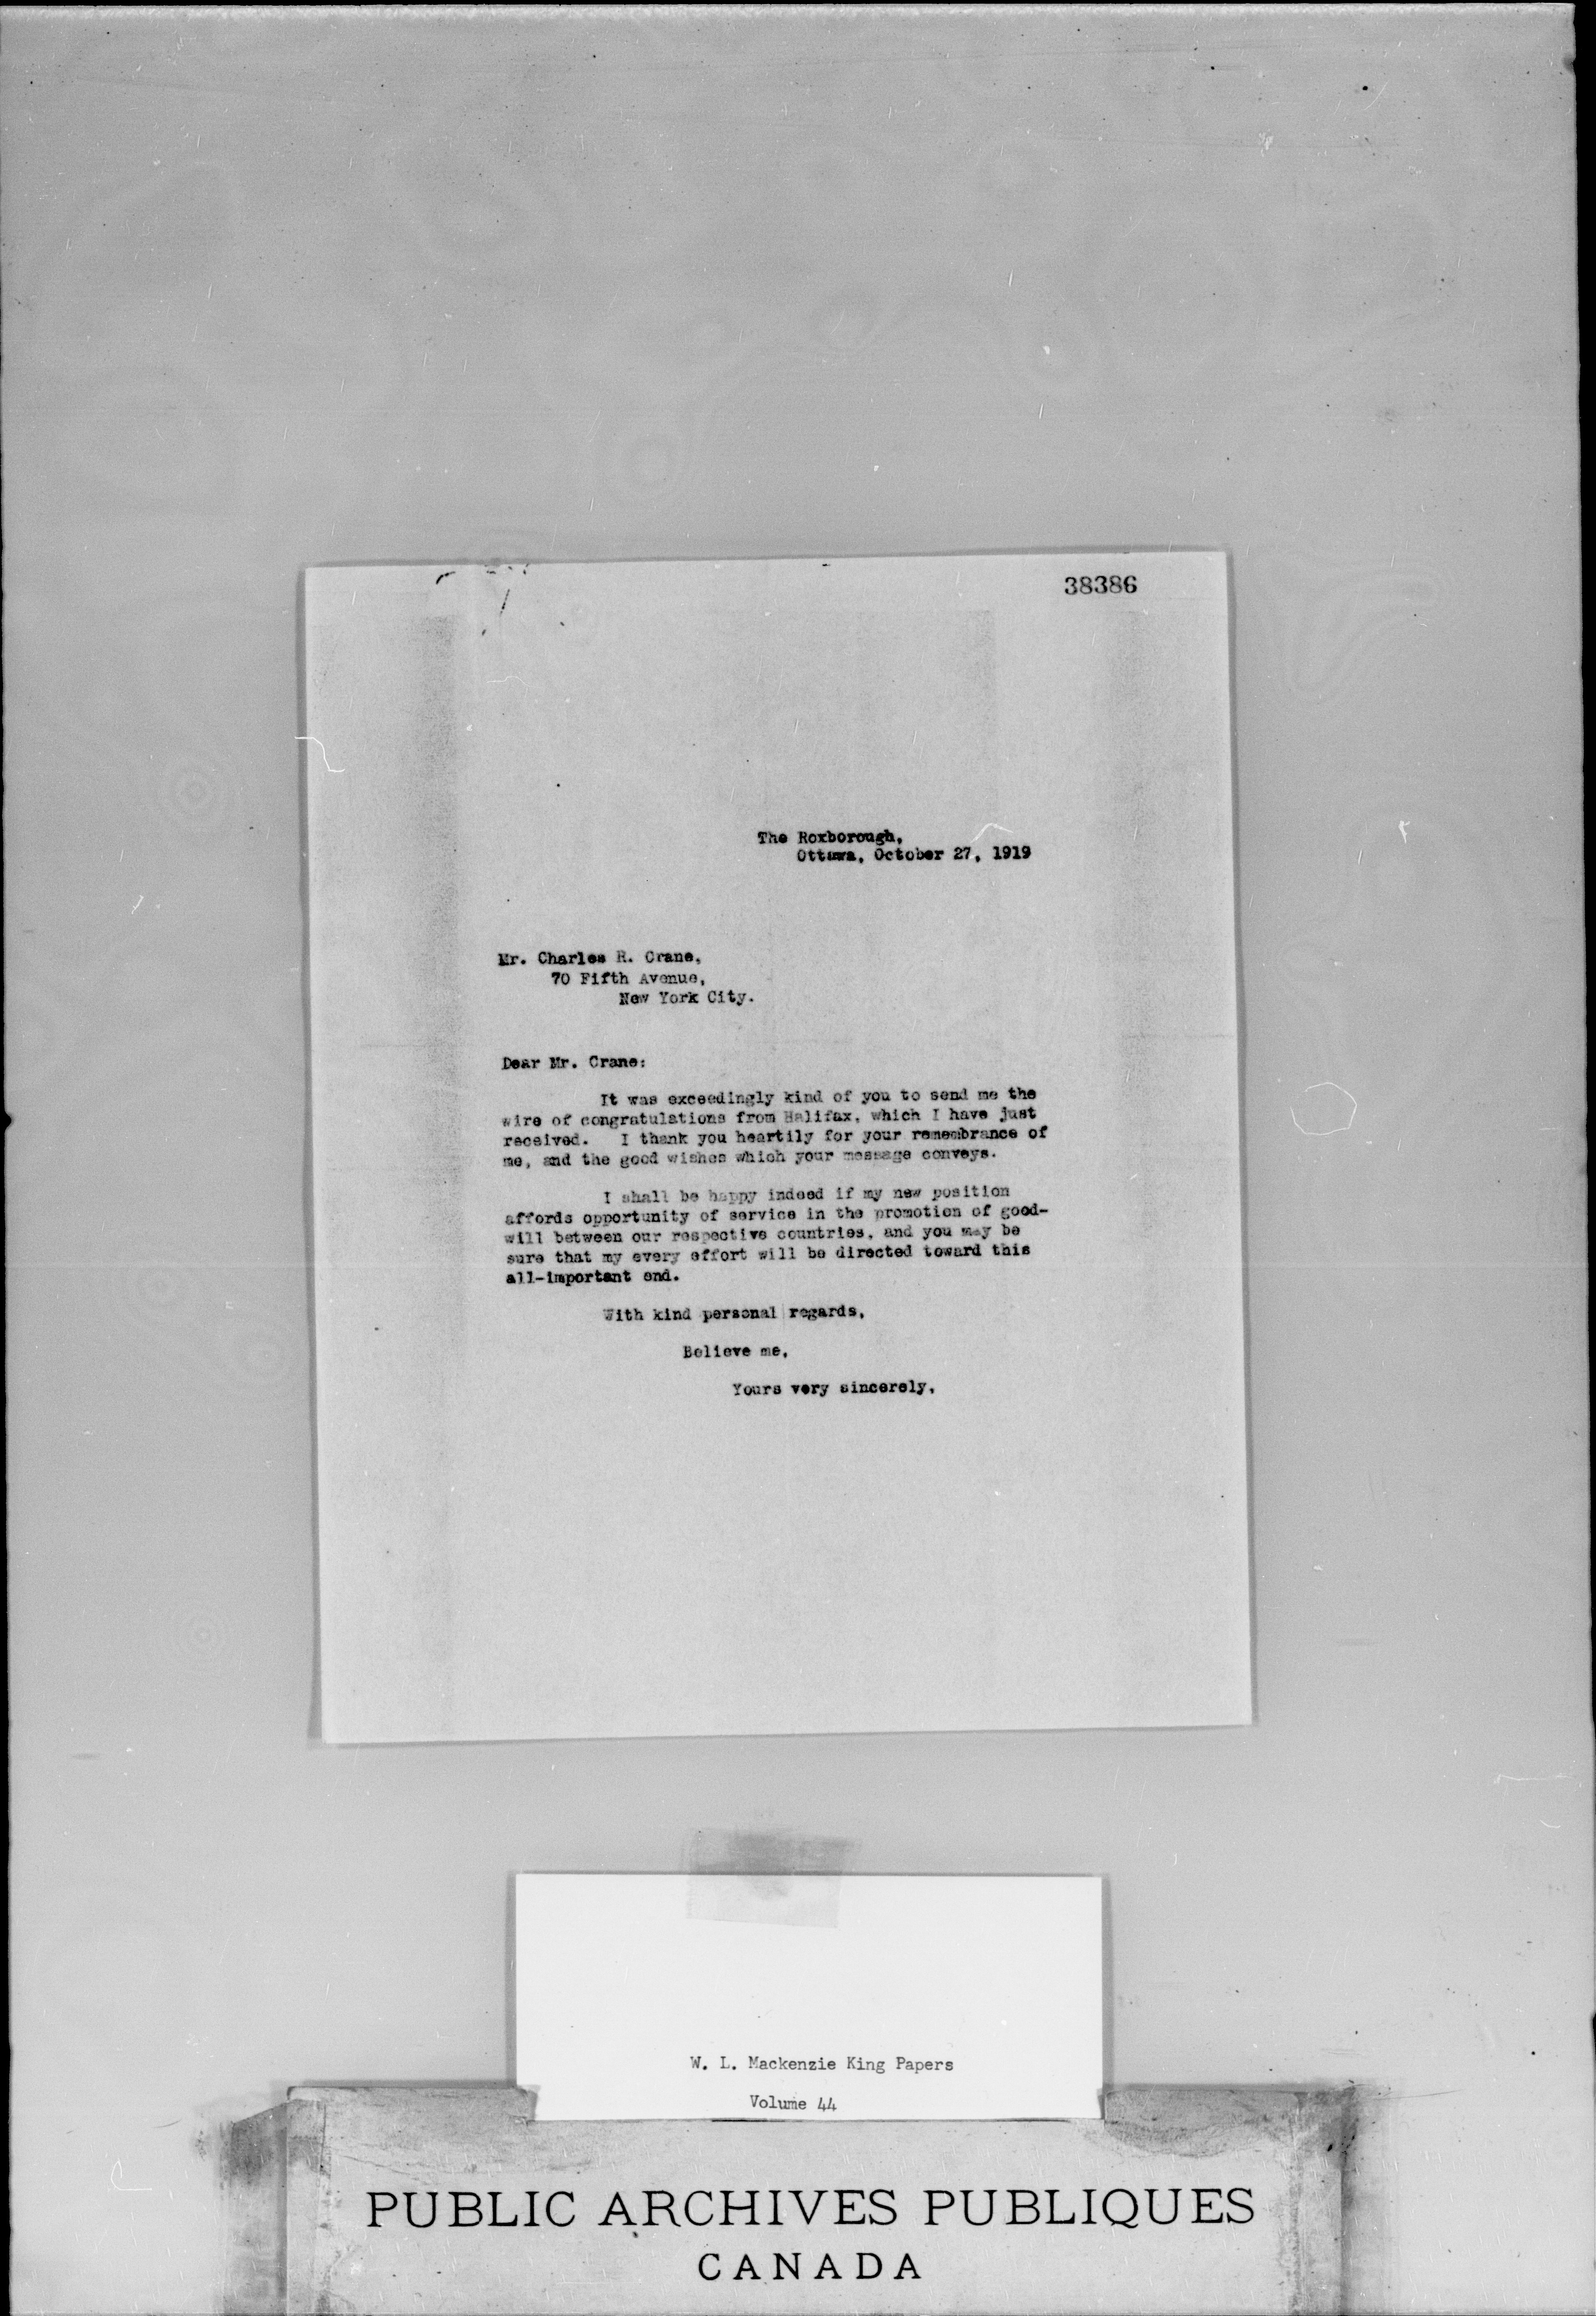 38386
The Roxborough,
Ottawa, October 27, 1919
Mr. Charles R. Crane,
70 Fifth Avenue,
New York City.
Dear Mr. Crane:
It was exceedingly kind of you to send me the
wire of congratulations from Halifax, which I have just
received. I thank you heartily for your remembrance of
me, and the good wishes which your message conveys.
I shall be happy indeed if my new position
affords opportunity of service in the promotion of good-
will between our respective countries, and you may be
sure that my every effort will be directed toward this
all-important end.
With kind personal regards,
Believe me,
Yours very sincerely,
W. L. Mackenzie King Papers
Volume 44
PUBLIC ARCHIVES PUBLIQUES
CANADA